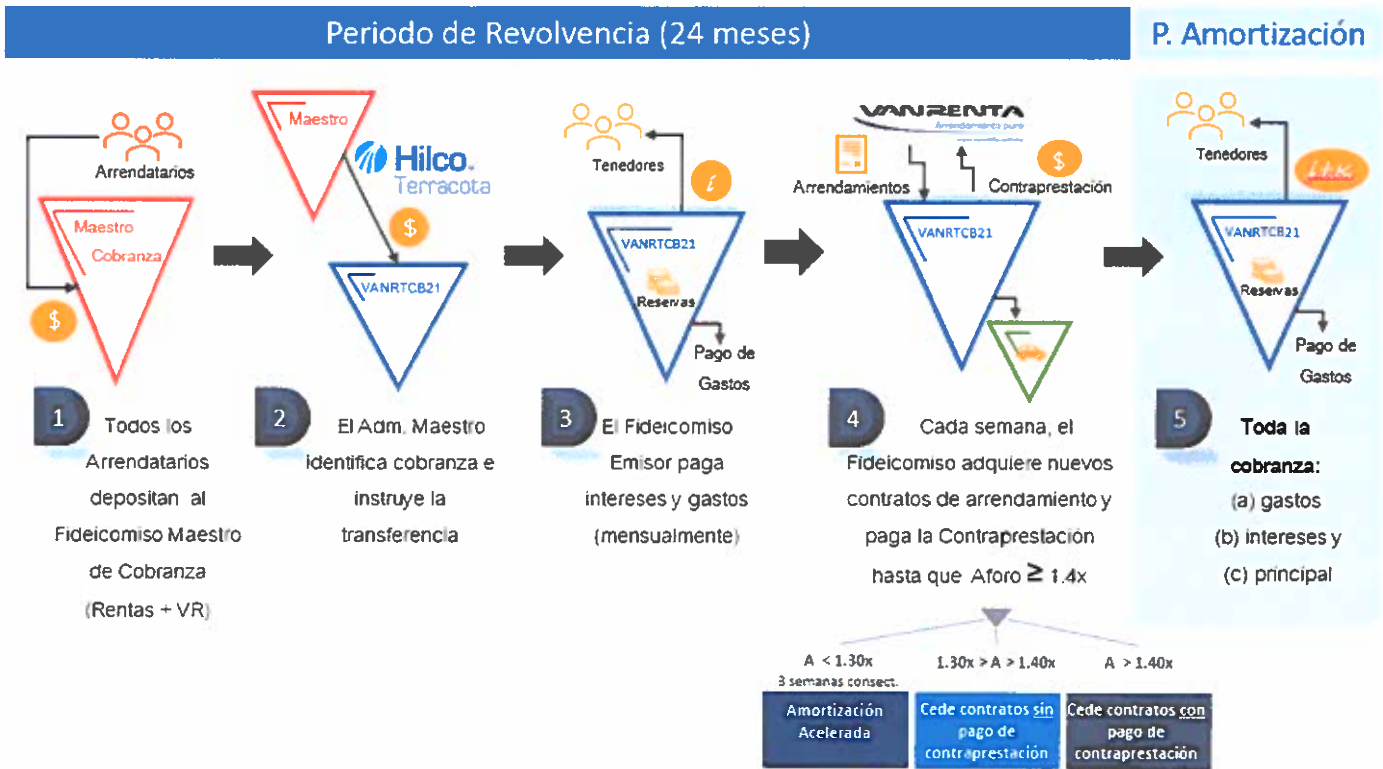 Periodo de Revolvencia (24 meses)
P. Amortización
Arrendatarios
Maestro
Cobranza
$
Maestro
Hilco
Terracota
$
VANRTCB21
Tenedores
i
VANRTCB21
Reservas
Pago de
Gastos
VANRENTA
Arrendamiento puro
Arrendamientos
$
Contraprestación
VANRTCB21
Tenedores
VANRTCB21
Reservas
Pago de
Gastos
1
Todos los
Arrendatarios
depositan al
Fideicomiso Maestro
de Cobranza
(Rentas + VR)
2
El Adm. Maestro
identifica cobranza e
instruye la
transferencia
3
El Fideicomiso
Emisor paga
intereses y gastos
(mensualmente)
4
Cada semana, el
Fideicomiso adquiere nuevos
contratos de arrendamiento y
paga la Contraprestación
hasta que Aforo ≥ 1.4x
5
Toda la
cobranza:
(a) gastos
(b) intereses y
(c) principal
A < 1.30x
3 semanas consect.
1.30x > A > 1.40x
A > 1.40x
Amortización
Acelerada
Cede contratos sin
pago de
contraprestación
Cede contratos con
pago de
contraprestación